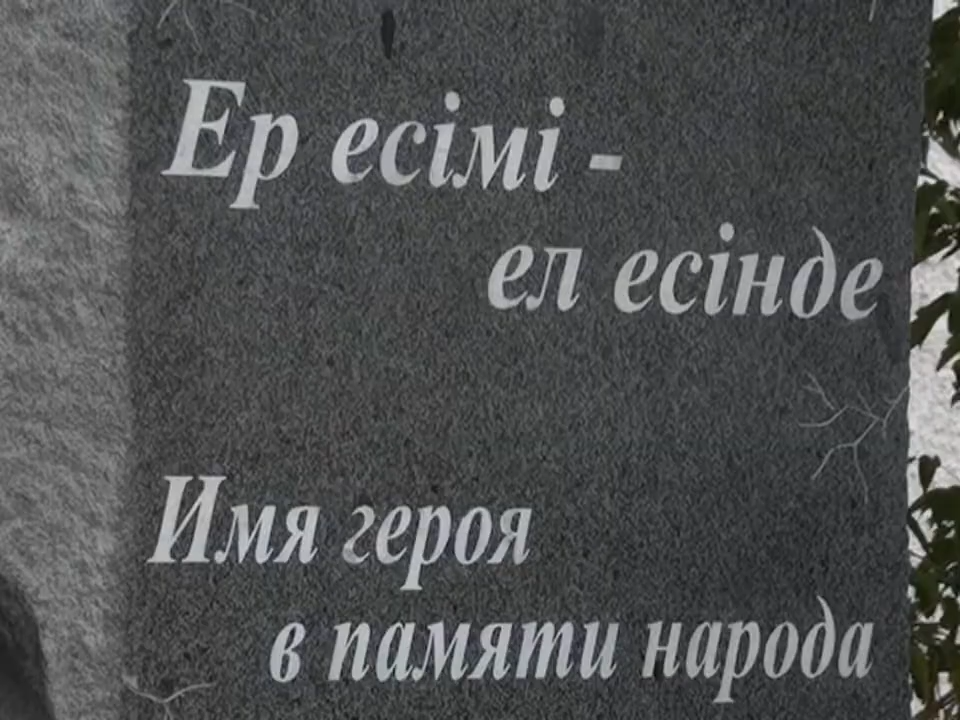 Ер есімі -
ел есінде
Имя героя
в памяти народа